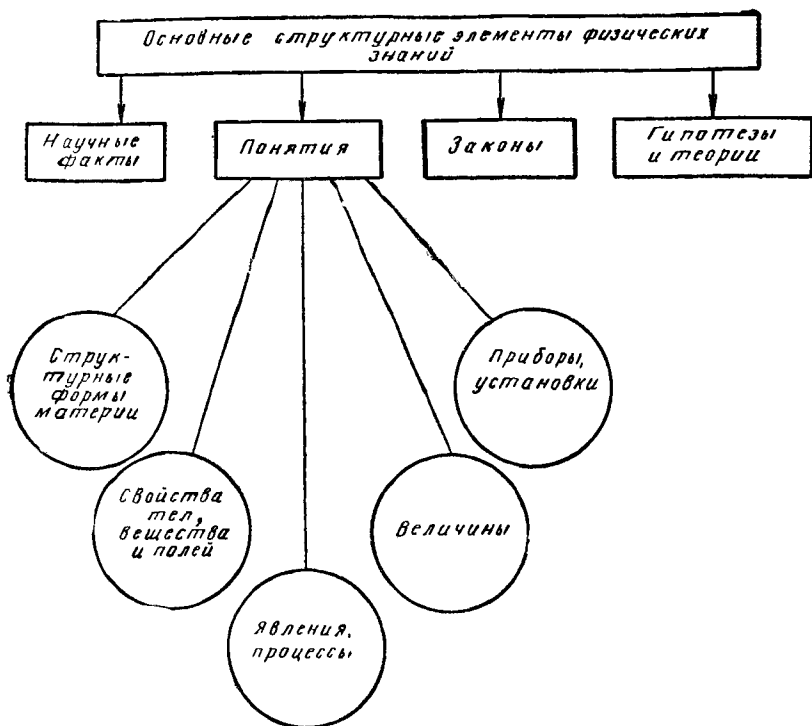 Основные структурные элементы физических
знаний
Научные
факты
Понятия
Законы
Гипотезы
и теории
Струк-
турные
формы
материи
Приборы,
установки
Свойства
тел,
вещества
и полей
Величины
Явления,
процессы